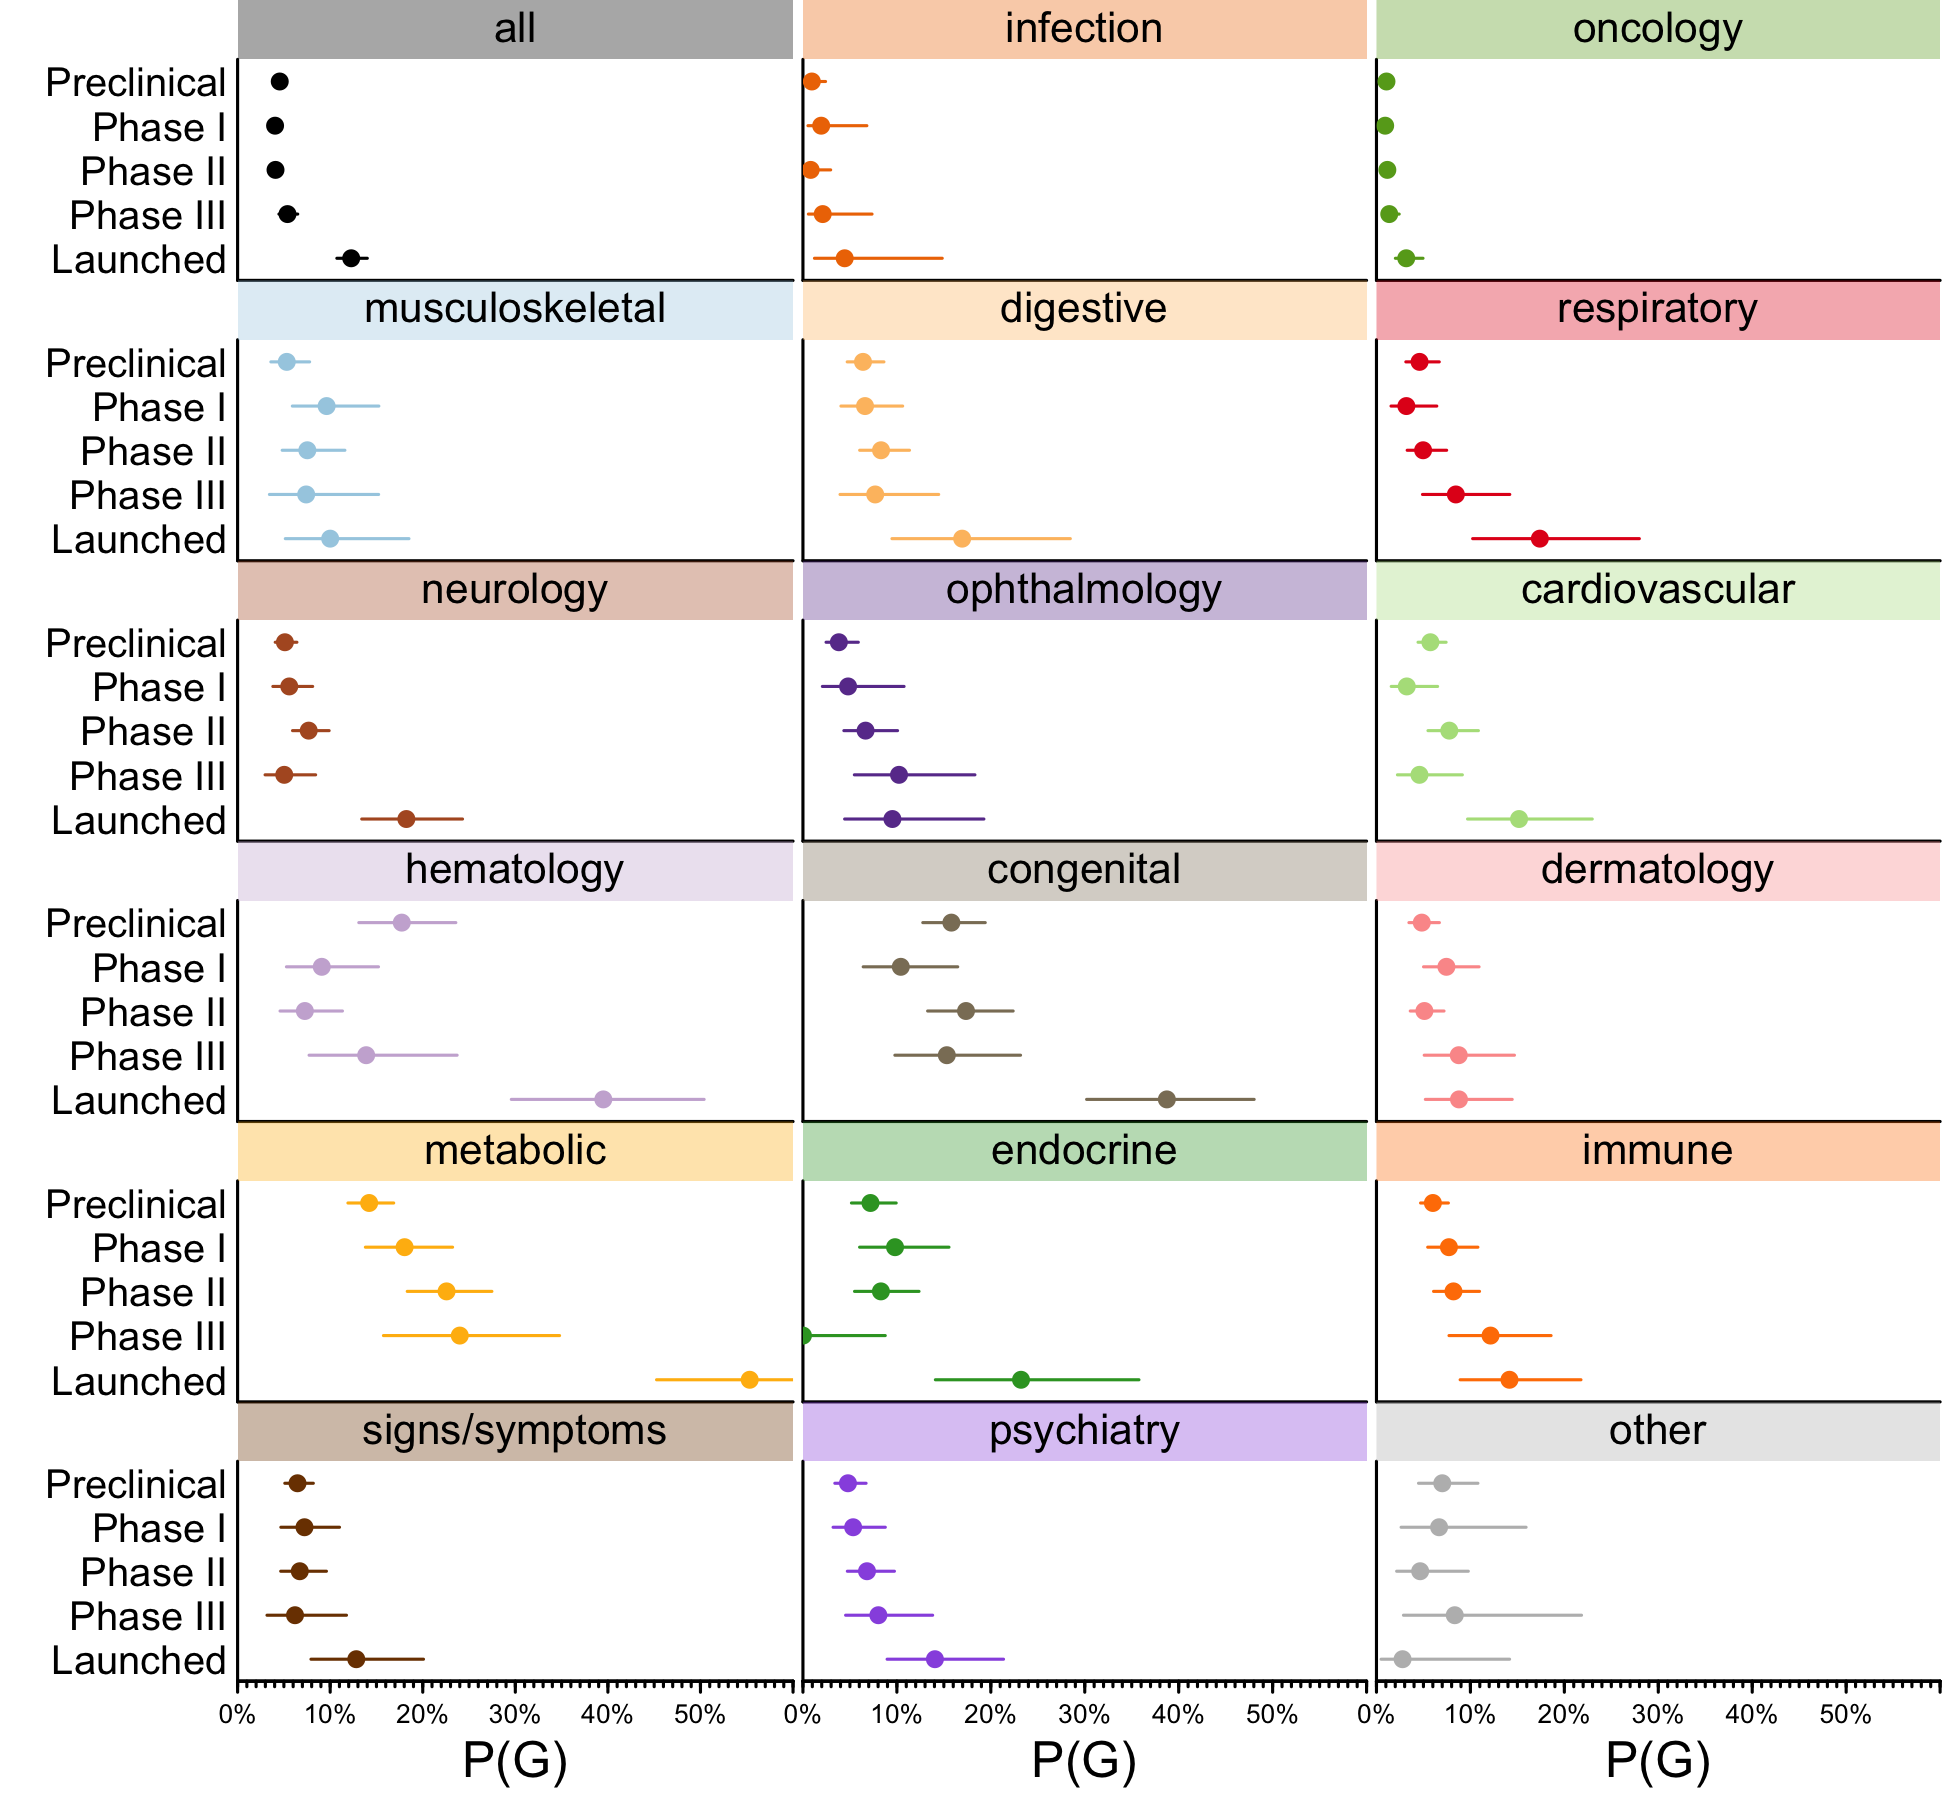 all infection oncology
Preclinical
Phase I
Phase II
Phase III
Launched
musculoskeletal digestive respiratory
Preclinical
Phase I
Phase II
Phase III
Launched
neurology ophthalmology cardiovascular
Preclinical
Phase I
Phase II
Phase III
Launched
hematology congenital dermatology
Preclinical
Phase I
Phase II
Phase III
Launched
metabolic endocrine immune
Preclinical
Phase I
Phase II
Phase III
Launched
signs/symptoms psychiatry other
Preclinical
Phase I
Phase II
Phase III
Launched
0% 10% 20% 30% 40% 50% 0% 10% 20% 30% 40% 50% 0% 10% 20% 30% 40% 50%
P(G) P(G) P(G)